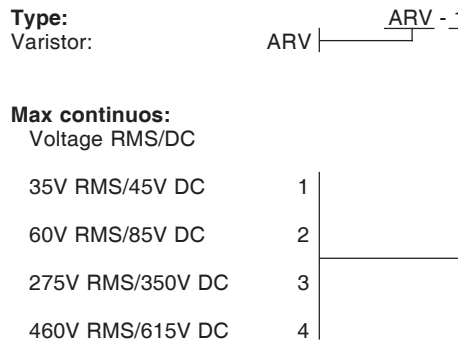 Type: ARV - 1
Varistor: ARV
Max continuos:
Voltage RMS/DC
35V RMS/45V DC 1
60V RMS/85V DC 2
275V RMS/350V DC 3
460V RMS/615V DC 4